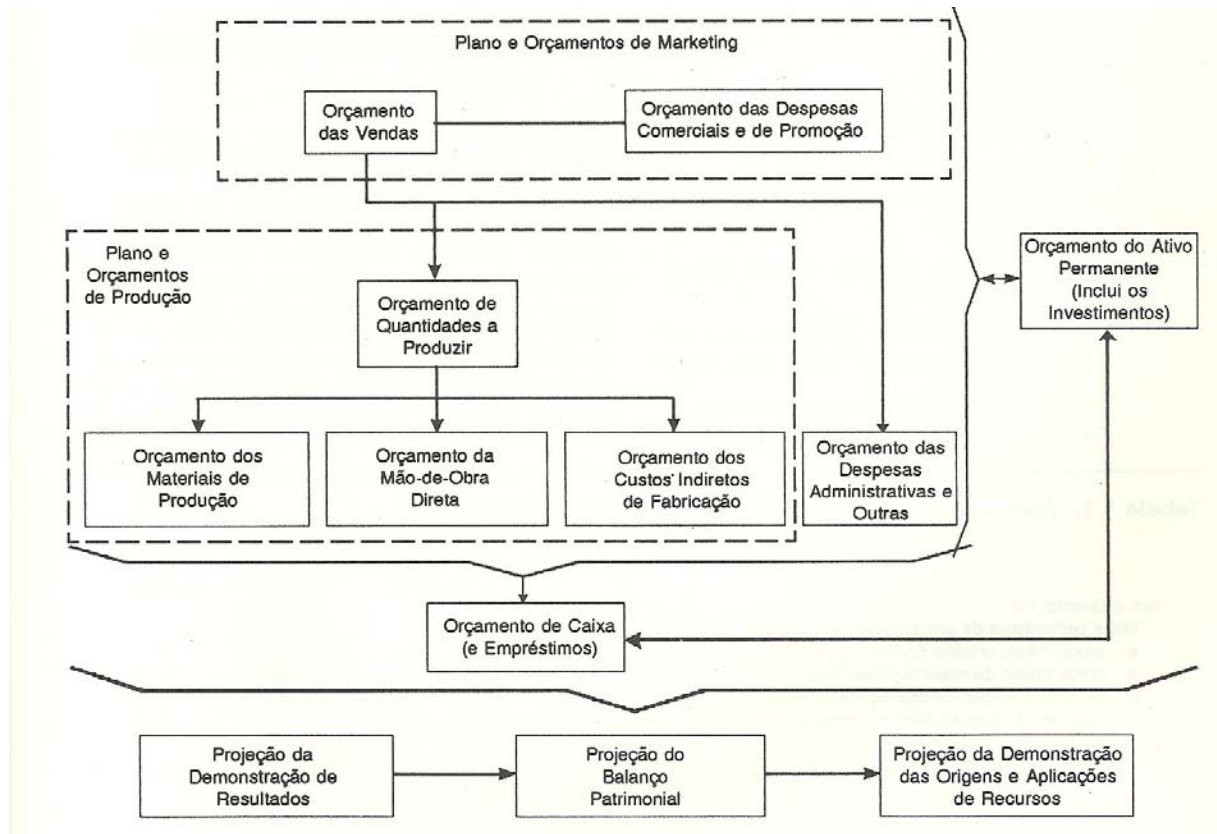 Plano e Orçamentos de Marketing
Orçamento
das Vendas
Orçamento das Despesas
Comerciais e de Promoção
Plano e
Orçamentos
de Produção
Orçamento de
Quantidades a
Produzir
Orçamento do Ativo
Permanente
(Inclui os
Investimentos)
Orçamento dos
Materiais de
Produção
Orçamento da
Mão-de-Obra
Direta
Orçamento dos
Custos Indiretos
de Fabricação
Orçamento das
Despesas
Administrativas e
Outras
Orçamento de Caixa
(e Empréstimos)
Projeção da
Demonstração de
Resultados
Projeção do
Balanço
Patrimonial
Projeção da Demonstração
das Origens e Aplicações
de Recursos